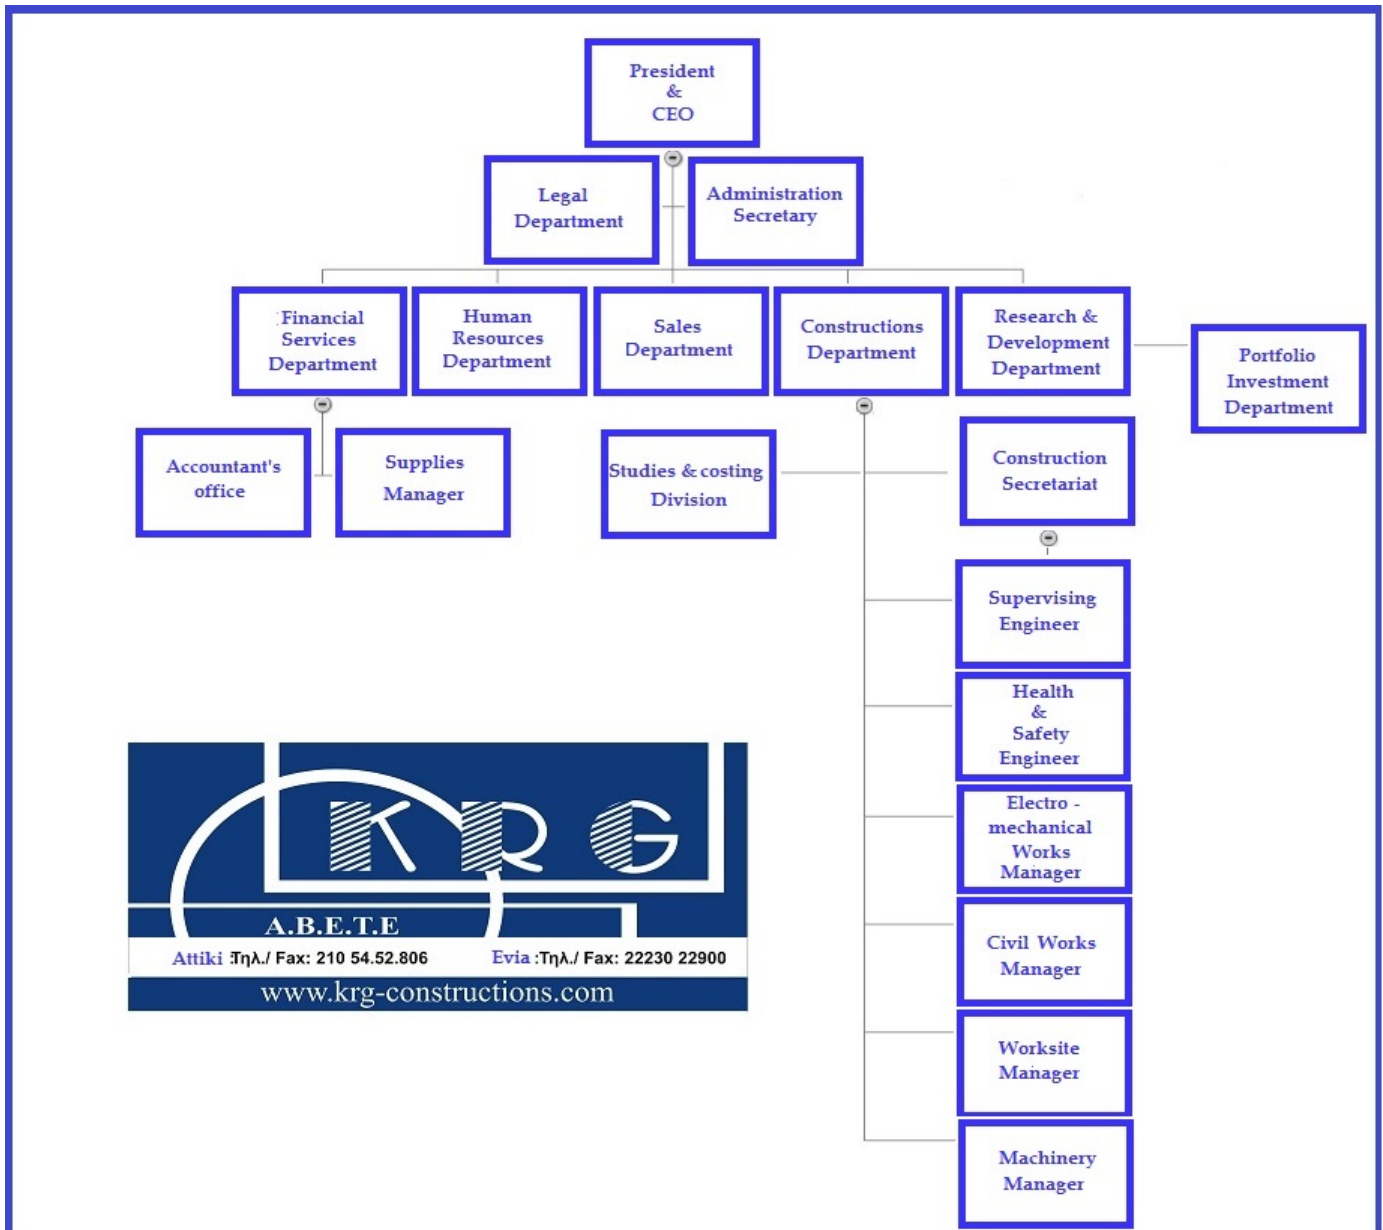 President
&
CEO
Legal
Department
Administration
Secretary
Financial
Services
Department
Human
Resources
Department
Sales
Department
Constructions
Department
Research &
Development
Department
Portfolio
Investment
Department
Accountant's
office
Supplies
Manager
Studies & costing
Division
Construction
Secretariat
Supervising
Engineer
Health
&
Safety
Engineer
Electro -
mechanical
Works
Manager
Civil Works
Manager
Worksite
Manager
Machinery
Manager
KRG
A.B.E.T.E
Attiki :Τηλ./ Fax: 210 54.52.806 Evia :Τηλ./ Fax: 22230 22900
www.krg-constructions.com